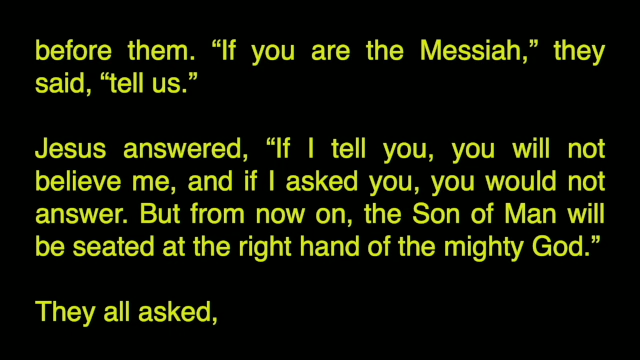 before them. “If you are the Messiah,” they
said, “tell us.”
Jesus answered, “If I tell you, you will not
believe me, and if I asked you, you would not
answer. But from now on, the Son of Man will
be seated at the right hand of the mighty God.”
They all asked,